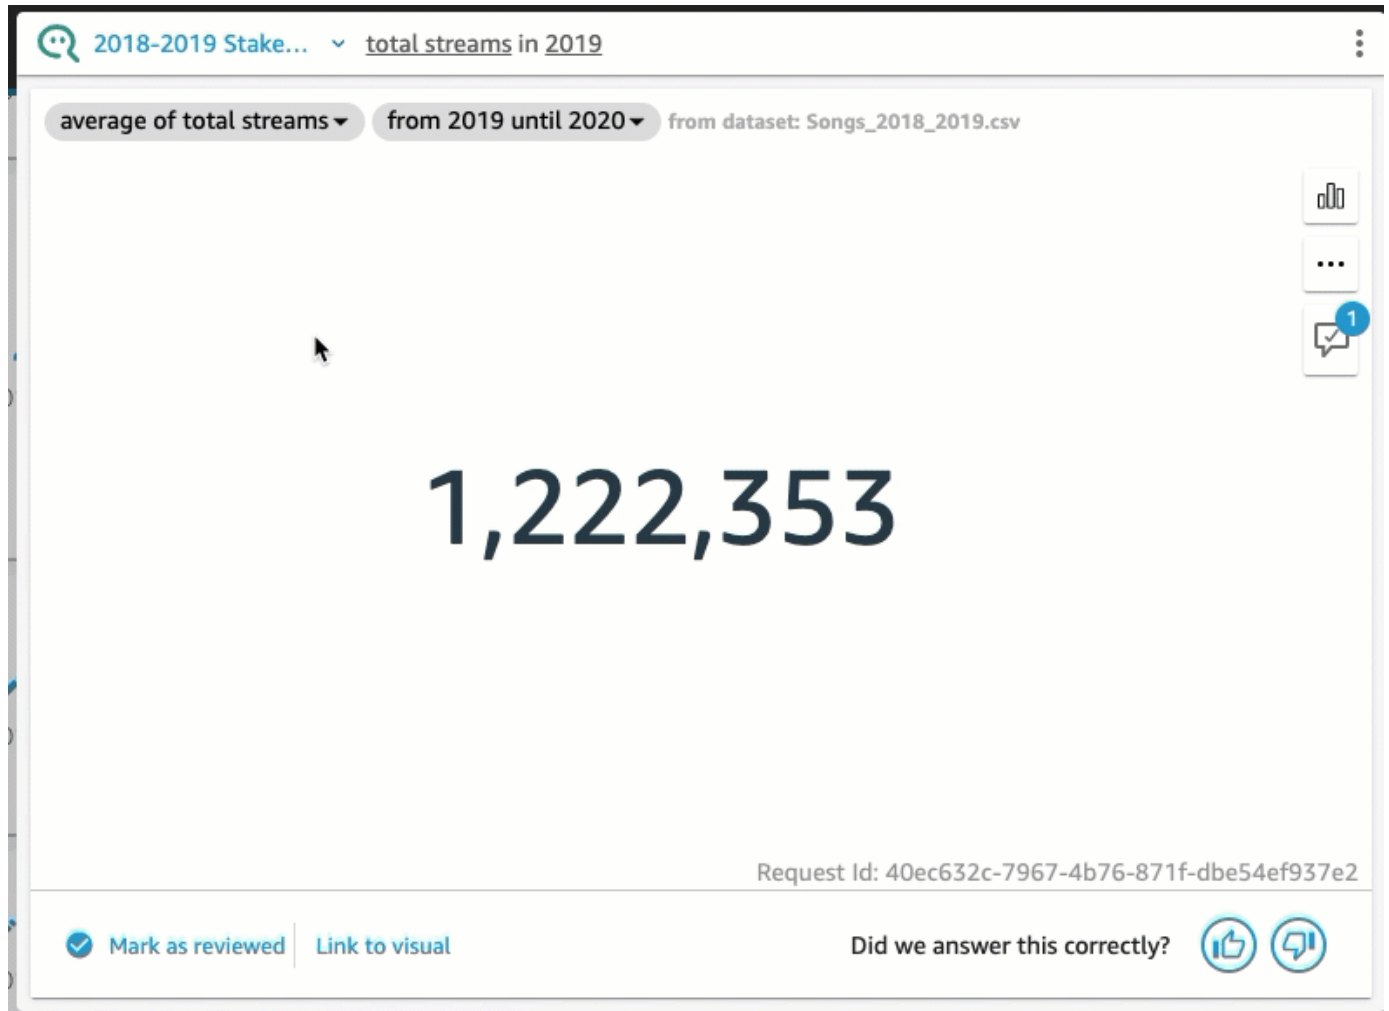 2018-2019 Stake... total streams in 2019
average of total streams from 2019 until 2020 from dataset: Songs_2018_2019.csv
1
1,222,353
Request Id: 40ec632c-7967-4b76-871f-dbe54ef937e2
Mark as reviewed Link to visual Did we answer this correctly?